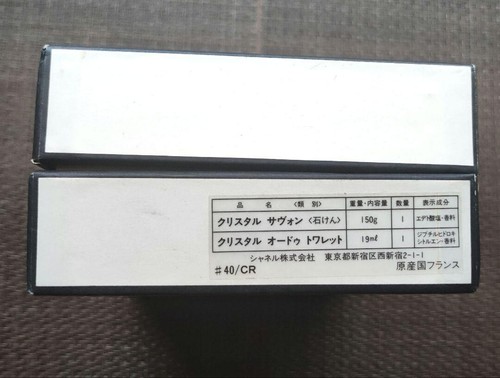 品 名 〈類 別〉 重量・内容量 数量 表示成分
クリスタル サヴォン〈石けん〉 150g 1 エデト酸塩・香料
クリスタル オードゥ トワレット 19ml 1 ジブチルヒドロキシトルエン・香料
シャネル株式会社 東京都新宿区西新宿2-1-1
#40/CR 原産国フランス